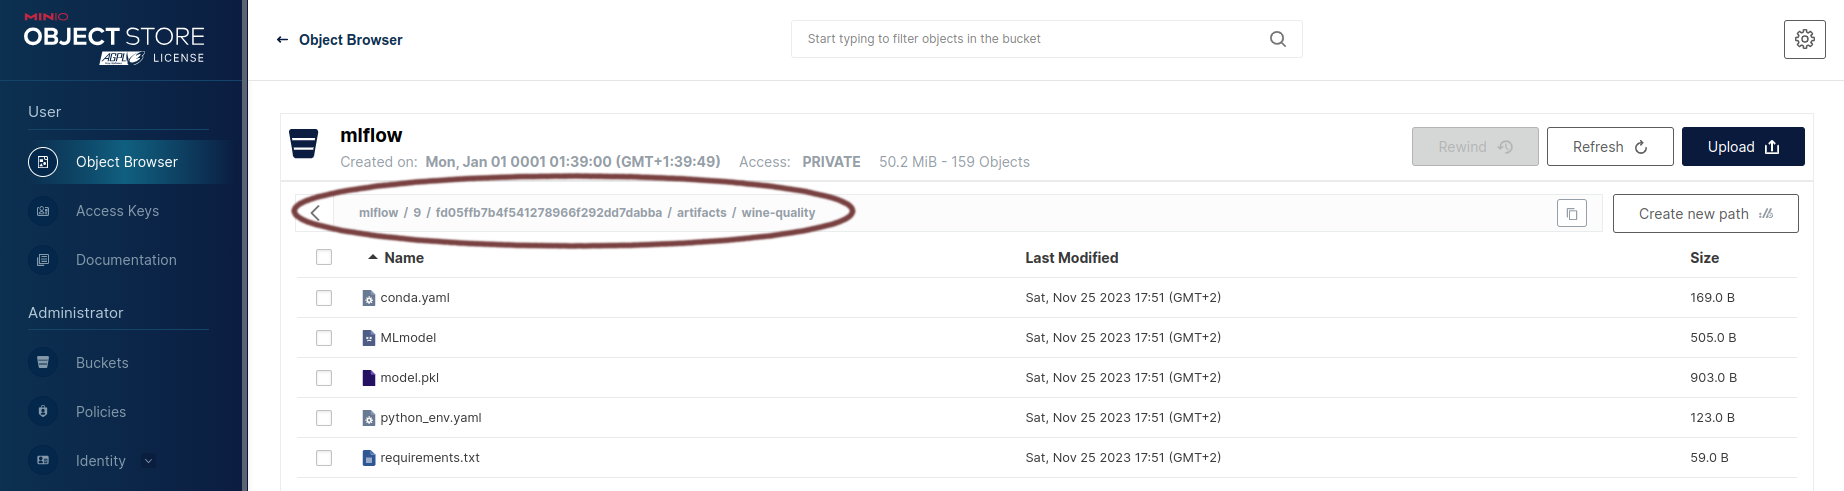 MINIO
OBJECT STORE
AGPL LICENSE
User
Object Browser
Access Keys
Documentation
Administrator
Buckets
Policies
Identity
← Object Browser
Start typing to filter objects in the bucket
mlflow
Created on: Mon, Jan 01 0001 01:39:00 (GMT+1:39:49) Access: PRIVATE 50.2 MiB - 159 Objects
Rewind Refresh Upload
mlflow / 9 / fd05ffb7b4f541278966f292dd7dabba / artifacts / wine-quality
Create new path
Name Last Modified Size
conda.yaml Sat, Nov 25 2023 17:51 (GMT+2) 169.0 B
MLmodel Sat, Nov 25 2023 17:51 (GMT+2) 505.0 B
model.pkl Sat, Nov 25 2023 17:51 (GMT+2) 903.0 B
python_env.yaml Sat, Nov 25 2023 17:51 (GMT+2) 123.0 B
requirements.txt Sat, Nov 25 2023 17:51 (GMT+2) 59.0 B